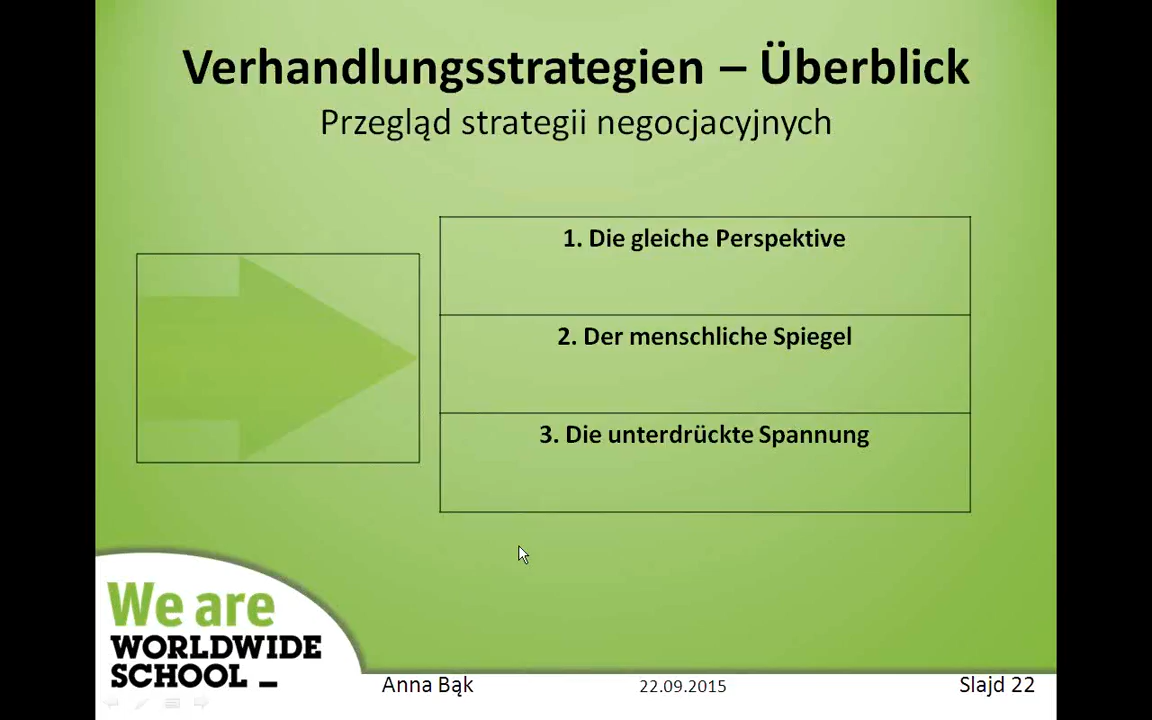 Verhandlungsstrategien – Überblick
Przegląd strategii negocjacyjnych
1. Die gleiche Perspektive
2. Der menschliche Spiegel
3. Die unterdrückte Spannung
We are
WORLDWIDE
SCHOOL _
Anna Bąk
22.09.2015
Slajd 22